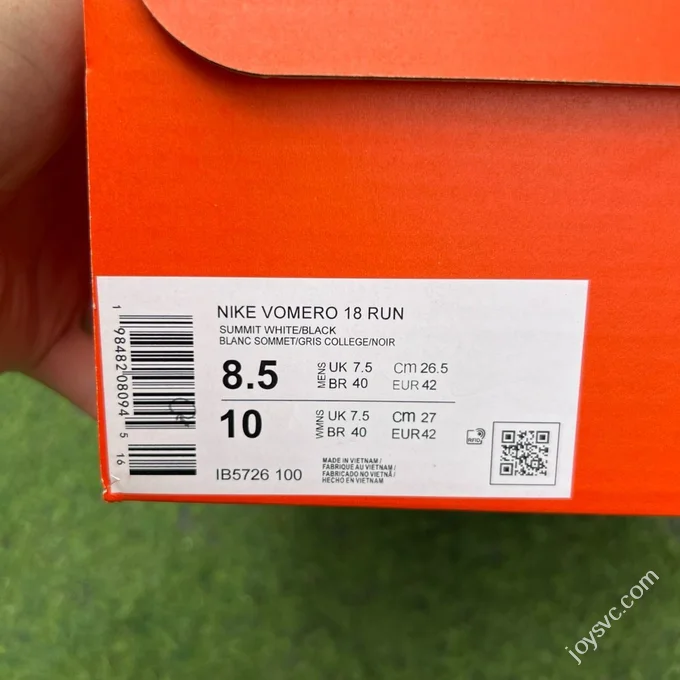 NIKE VOMERO 18 RUN
SUMMIT WHITE/BLACK
BLANC SOMMET/GRIS COLLEGE/NOIR
8.5 MENS UK 7.5 Cm 26.5
BR 40 EUR 42
10 WMNS UK 7.5 Cm 27
BR 40 EUR 42
RFID
IB5726 100
MADE IN VIETNAM/
FABRIQUE AU VIETNAM/
FABRICADO NO VIETNÃ/
HECHO EN VIETNAM
1 98482 08094 5 16
joysvc.com